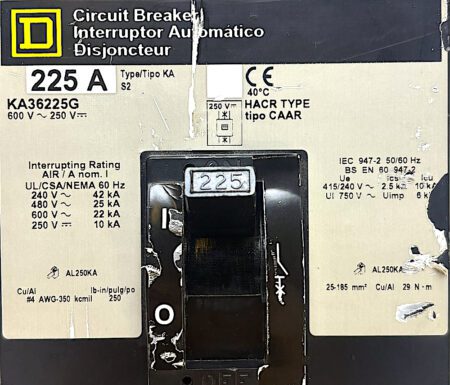 Circuit Breaker
Interruptor Automático
Disjoncteur
225 A
Type/Tipo KA
S2
KA36225G
600 V ~ 250 V ⎓
CE
40°C
HACR TYPE
tipo CAAR
250 V ⎓
Interrupting Rating
AIR / A nom. I
UL/CSA/NEMA 60 Hz
240 V ~ 42 kA
480 V ~ 25 kA
600 V ~ 22 kA
250 V ⎓ 10 kA
AL250KA
Cu/Al lb-in/pulg/po
#4 AWG-350 kcmil 250
225
I
O
OFF
IEC 947-2 50/60 Hz
BS EN 60 947-2
Ue Ics Icu
415/240 V ~ 2.5 kA 10 kA
Ui 750 V ~ Uimp 6 k
AL250KA
25-185 mm² Cu/Al 29 N·m